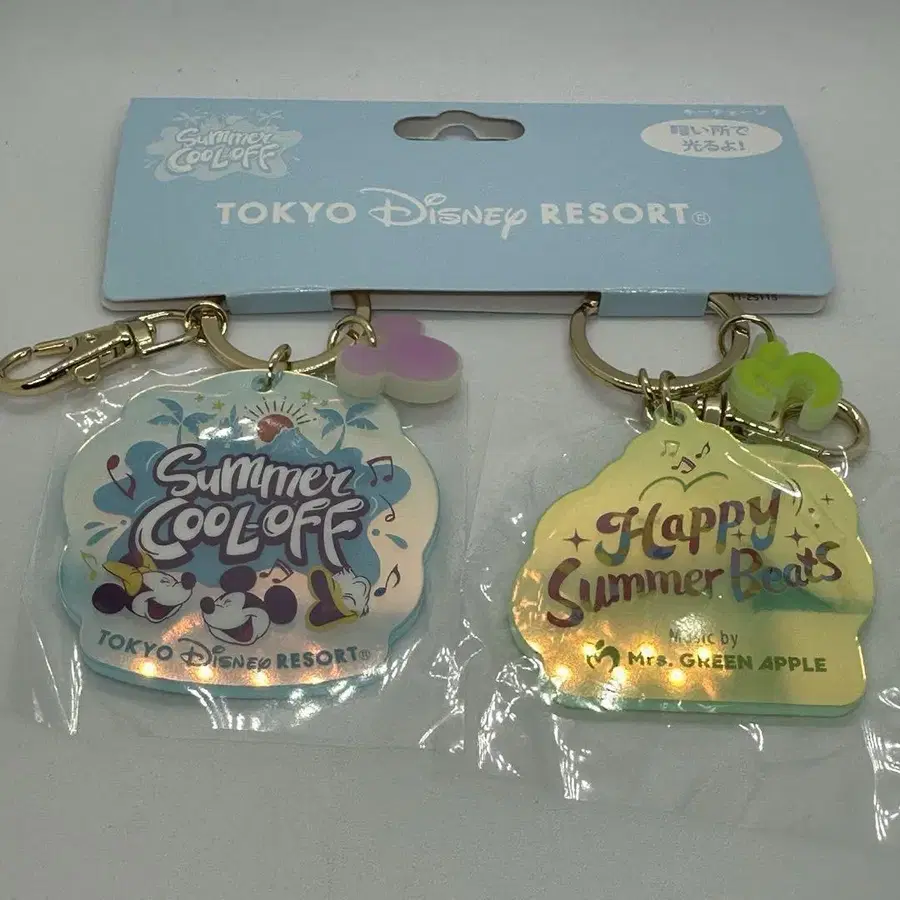 Summer
COOL-OFF
キーチェーン
暗い所で
光るよ!
TOKYO Disney RESORT®
Summer
COOL-OFF
TOKYO Disney RESORT®
Happy
Summer Beats
Music by
Mrs. GREEN APPLE